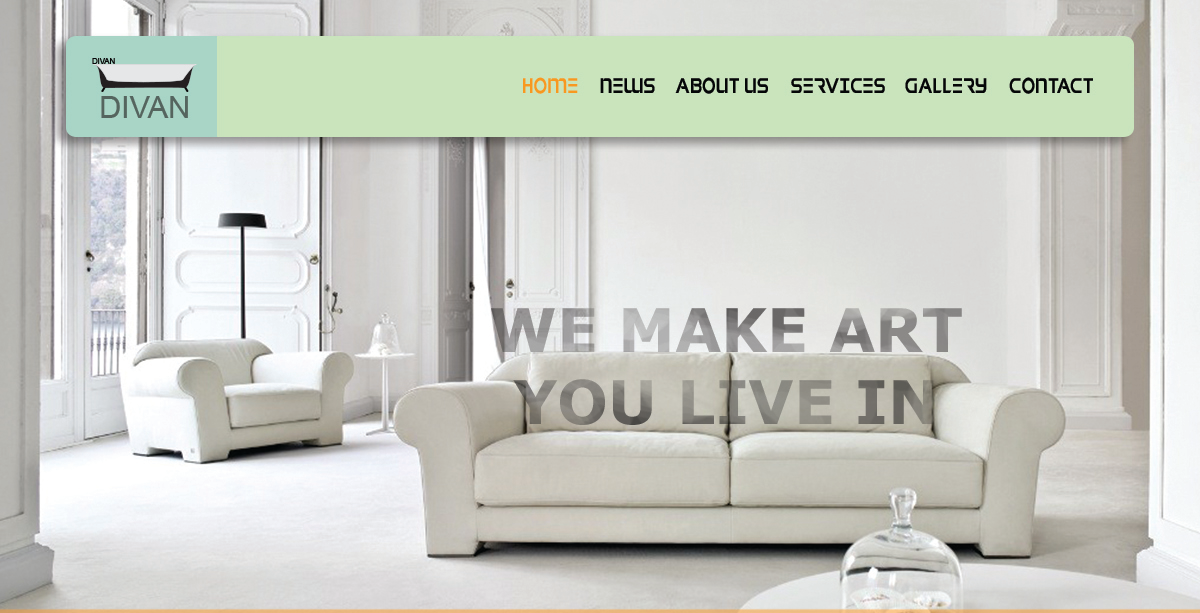 DIVAN
DIVAN
HOME NEWS ABOUT US SERVICES GALLERY CONTACT
WE MAKE ART
YOU LIVE IN